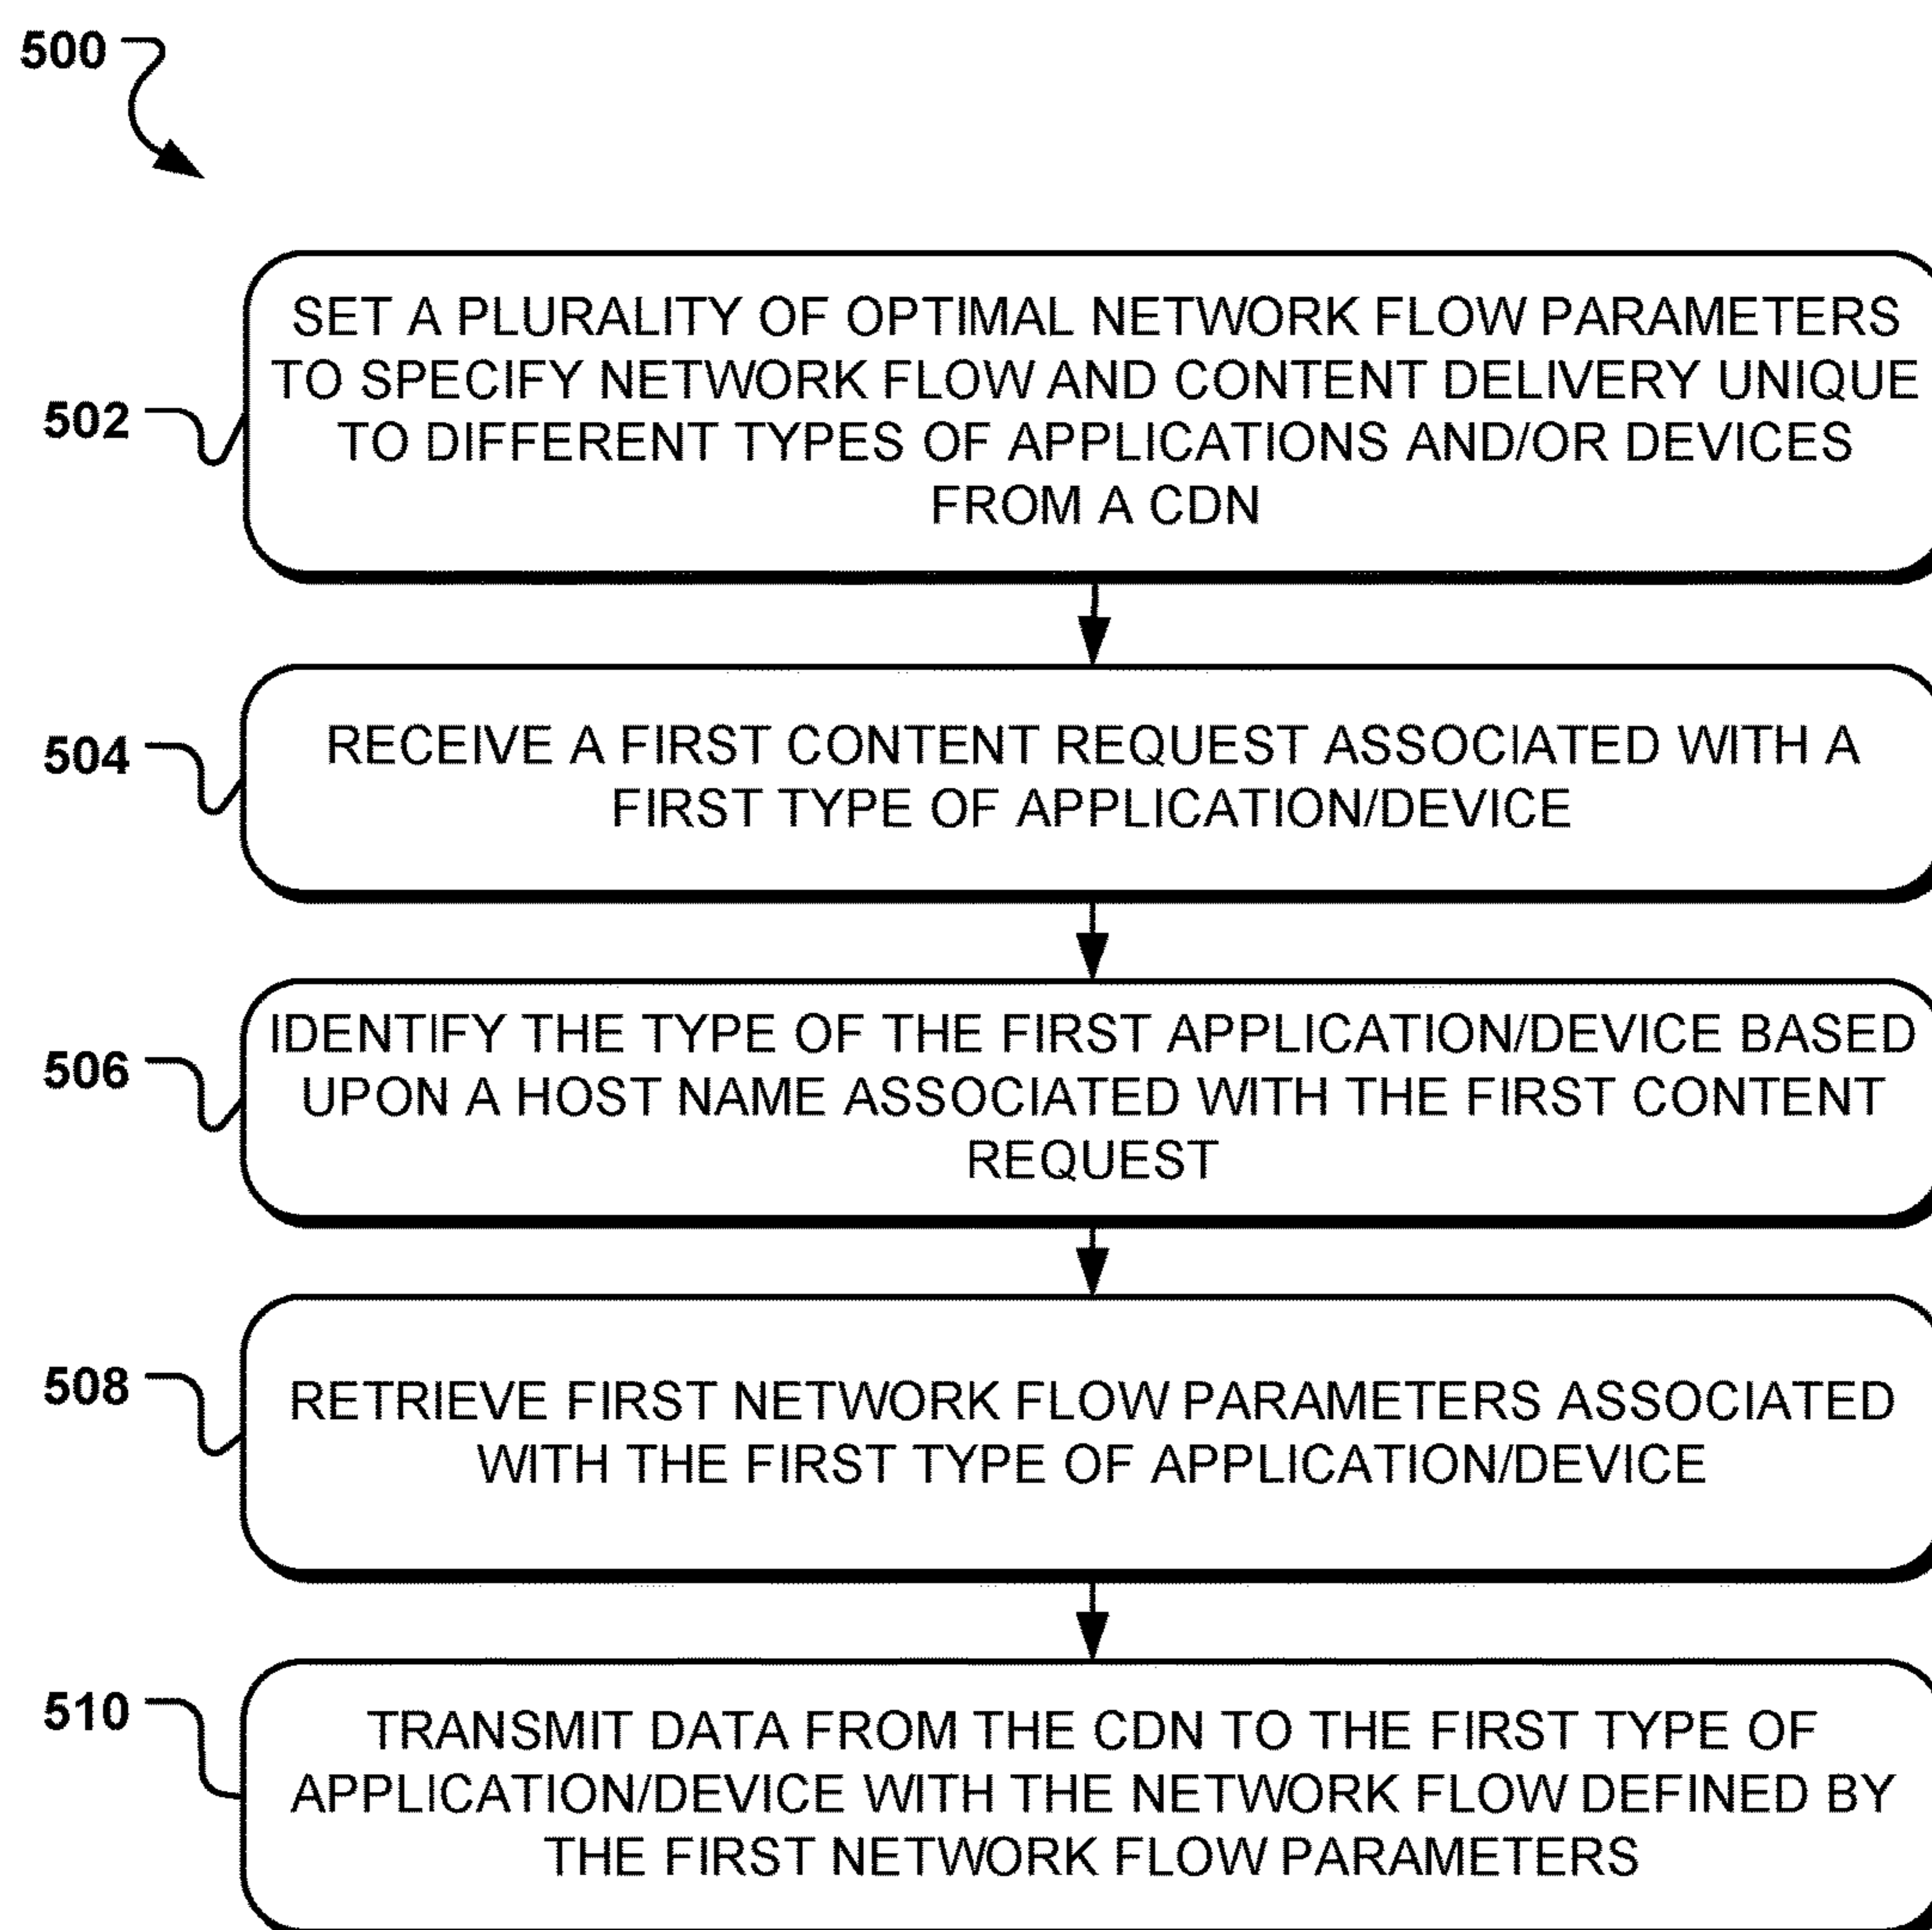 500
502
SET A PLURALITY OF OPTIMAL NETWORK FLOW PARAMETERS
TO SPECIFY NETWORK FLOW AND CONTENT DELIVERY UNIQUE
TO DIFFERENT TYPES OF APPLICATIONS AND/OR DEVICES
FROM A CDN
504
RECEIVE A FIRST CONTENT REQUEST ASSOCIATED WITH A
FIRST TYPE OF APPLICATION/DEVICE
506
IDENTIFY THE TYPE OF THE FIRST APPLICATION/DEVICE BASED
UPON A HOST NAME ASSOCIATED WITH THE FIRST CONTENT
REQUEST
508
RETRIEVE FIRST NETWORK FLOW PARAMETERS ASSOCIATED
WITH THE FIRST TYPE OF APPLICATION/DEVICE
510
TRANSMIT DATA FROM THE CDN TO THE FIRST TYPE OF
APPLICATION/DEVICE WITH THE NETWORK FLOW DEFINED BY
THE FIRST NETWORK FLOW PARAMETERS